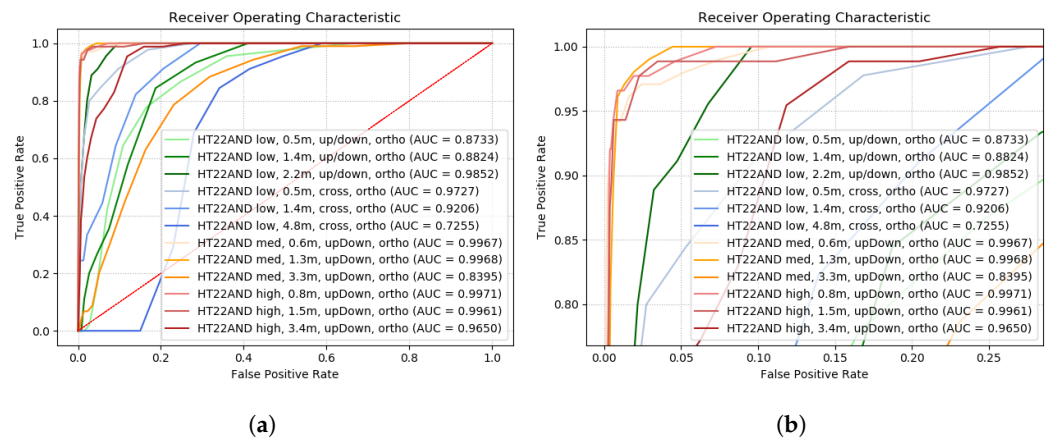 Receiver Operating Characteristic
1.0
0.8
0.6
0.4
0.2
0.0
True Positive Rate
HT22AND low, 0.5m, up/down, ortho (AUC = 0.8733)
HT22AND low, 1.4m, up/down, ortho (AUC = 0.8824)
HT22AND low, 2.2m, up/down, ortho (AUC = 0.9852)
HT22AND low, 0.5m, cross, ortho (AUC = 0.9727)
HT22AND low, 1.4m, cross, ortho (AUC = 0.9206)
HT22AND low, 4.8m, cross, ortho (AUC = 0.7255)
HT22AND med, 0.6m, upDown, ortho (AUC = 0.9967)
HT22AND med, 1.3m, upDown, ortho (AUC = 0.9968)
HT22AND med, 3.3m, upDown, ortho (AUC = 0.8395)
HT22AND high, 0.8m, upDown, ortho (AUC = 0.9971)
HT22AND high, 1.5m, upDown, ortho (AUC = 0.9961)
HT22AND high, 3.4m, upDown, ortho (AUC = 0.9650)
0.0 0.2 0.4 0.6 0.8 1.0
False Positive Rate
(a)
Receiver Operating Characteristic
1.00
0.95
0.90
0.85
0.80
True Positive Rate
HT22AND low, 0.5m, up/down, ortho (AUC = 0.8733)
HT22AND low, 1.4m, up/down, ortho (AUC = 0.8824)
HT22AND low, 2.2m, up/down, ortho (AUC = 0.9852)
HT22AND low, 0.5m, cross, ortho (AUC = 0.9727)
HT22AND low, 1.4m, cross, ortho (AUC = 0.9206)
HT22AND low, 4.8m, cross, ortho (AUC = 0.7255)
HT22AND med, 0.6m, upDown, ortho (AUC = 0.9967)
HT22AND med, 1.3m, upDown, ortho (AUC = 0.9968)
HT22AND med, 3.3m, upDown, ortho (AUC = 0.8395)
HT22AND high, 0.8m, upDown, ortho (AUC = 0.9971)
HT22AND high, 1.5m, upDown, ortho (AUC = 0.9961)
HT22AND high, 3.4m, upDown, ortho (AUC = 0.9650)
0.00 0.05 0.10 0.15 0.20 0.25
False Positive Rate
(b)